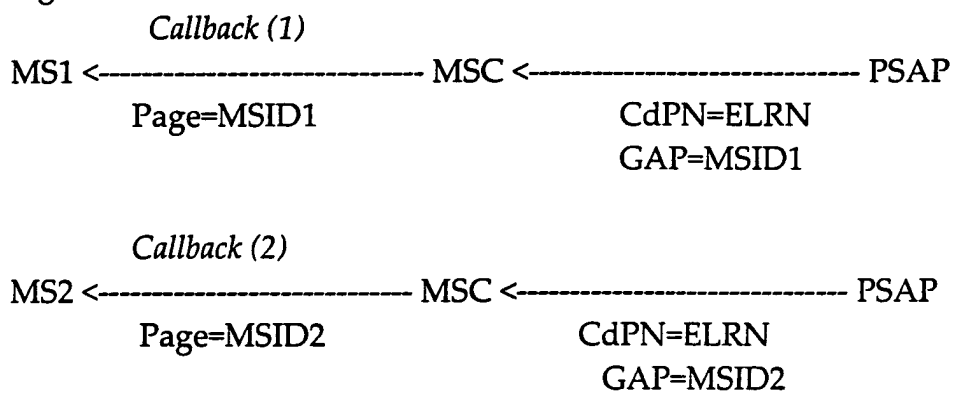 Callback (1)
MS1 <----------------------------- MSC <------------------------------ PSAP
Page=MSID1 CdPN=ELRN
GAP=MSID1
Callback (2)
MS2 <---------------------------- MSC <------------------------------ PSAP
Page=MSID2 CdPN=ELRN
GAP=MSID2